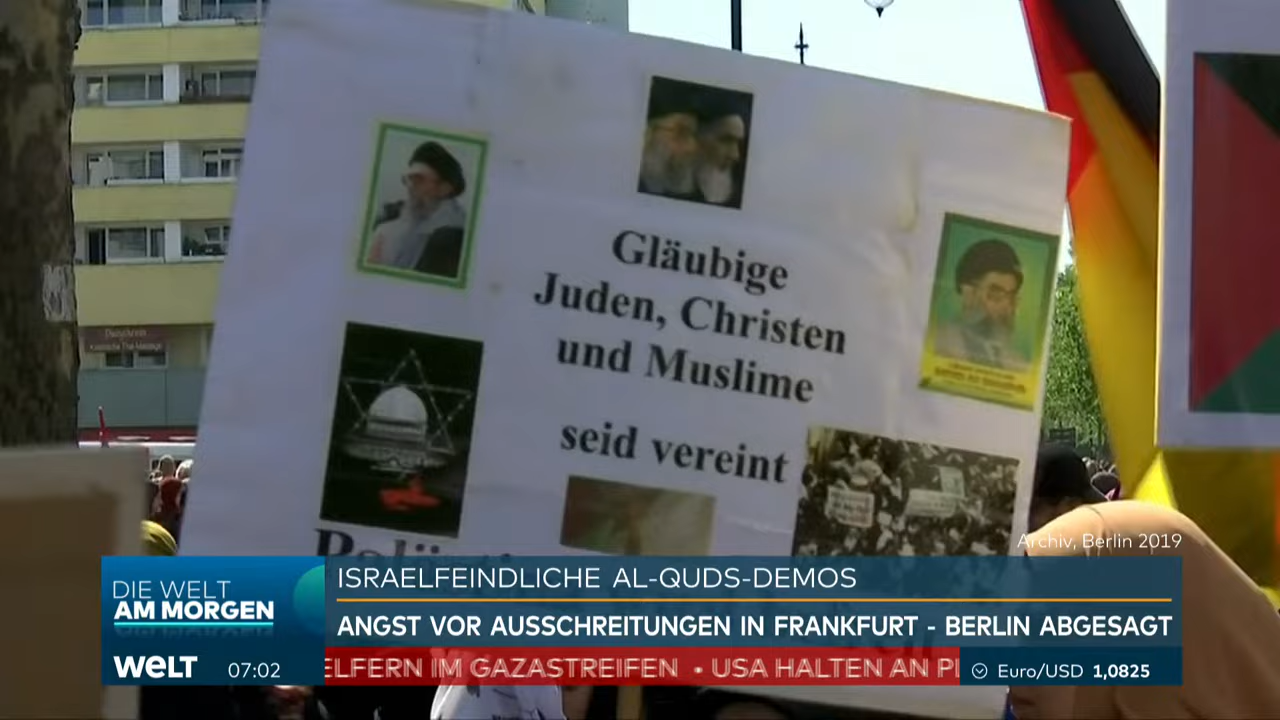 Gläubige
Juden, Christen
und Muslime
seid vereint
Archiv, Berlin 2019
DIE WELT
AM MORGEN
ISRAELFEINDLICHE AL-QUDS-DEMOS
ANGST VOR AUSSCHREITUNGEN IN FRANKFURT - BERLIN ABGESAGT
welt 07:02 ELFERN IM GAZASTREIFEN • USA HALTEN AN Euro/USD 1,0825